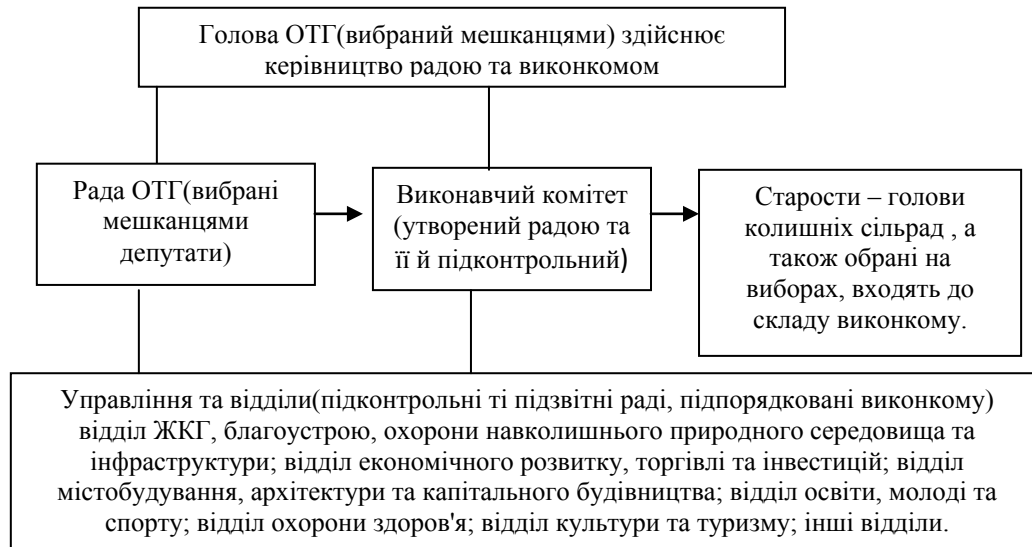 Голова ОТГ(вибраний мешканцями) здійснює
керівництво радою та виконкомом
Рада ОТГ(вибрані
мешканцями
депутати)
Виконавчий комітет
(утворений радою та
її й підконтрольний)
Старости – голови
колишніх сільрад , а
також обрані на
виборах, входять до
складу виконкому.
Управління та відділи(підконтрольні ті підзвітні раді, підпорядковані виконкому)
відділ ЖКГ, благоустрою, охорони навколишнього природного середовища та
інфраструктури; відділ економічного розвитку, торгівлі та інвестицій; відділ
містобудування, архітектури та капітального будівництва; відділ освіти, молоді та
спорту; відділ охорони здоров'я; відділ культури та туризму; інші відділи.